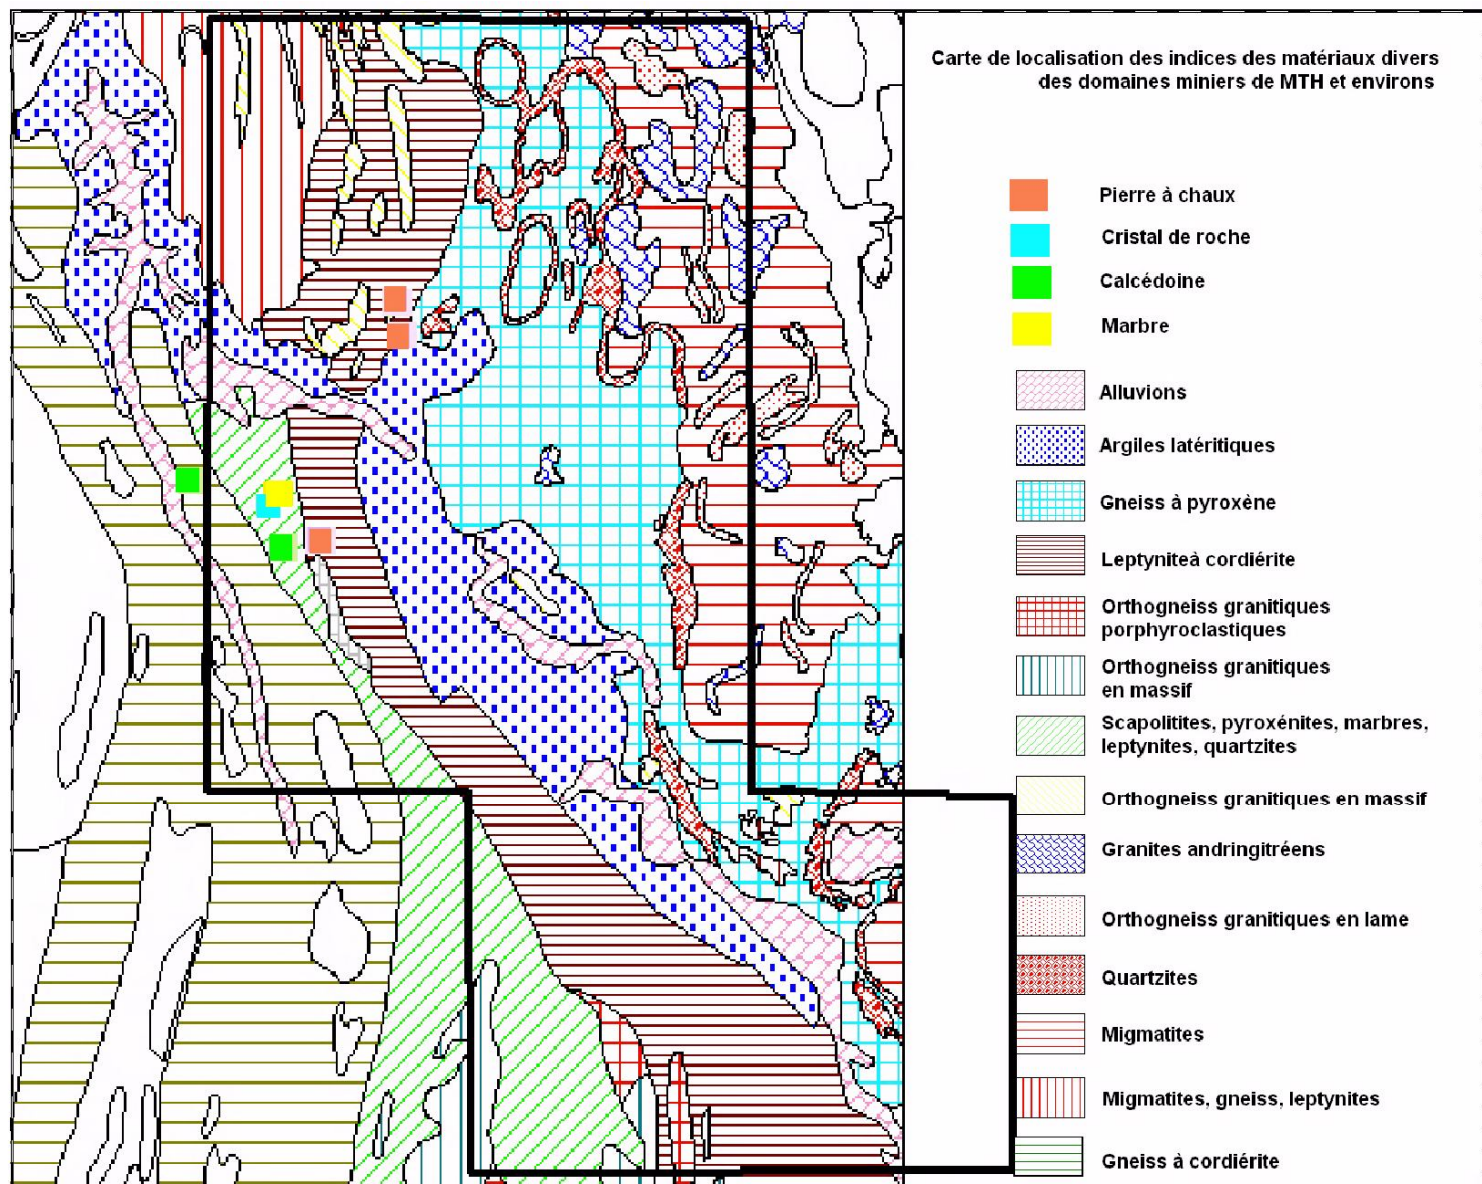 Carte de localisation des indices des matériaux divers
des domaines miniers de MTH et environs
Pierre à chaux
Cristal de roche
Calcédoine
Marbre
Alluvions
Argiles latéritiques
Gneiss à pyroxène
Leptyniteà cordiérite
Orthogneiss granitiques
porphyroclastiques
Orthogneiss granitiques
en massif
Scapolitites, pyroxénites, marbres,
leptynites, quartzites
Orthogneiss granitiques en massif
Granites andringitréens
Orthogneiss granitiques en lame
Quartzites
Migmatites
Migmatites, gneiss, leptynites
Gneiss à cordiérite